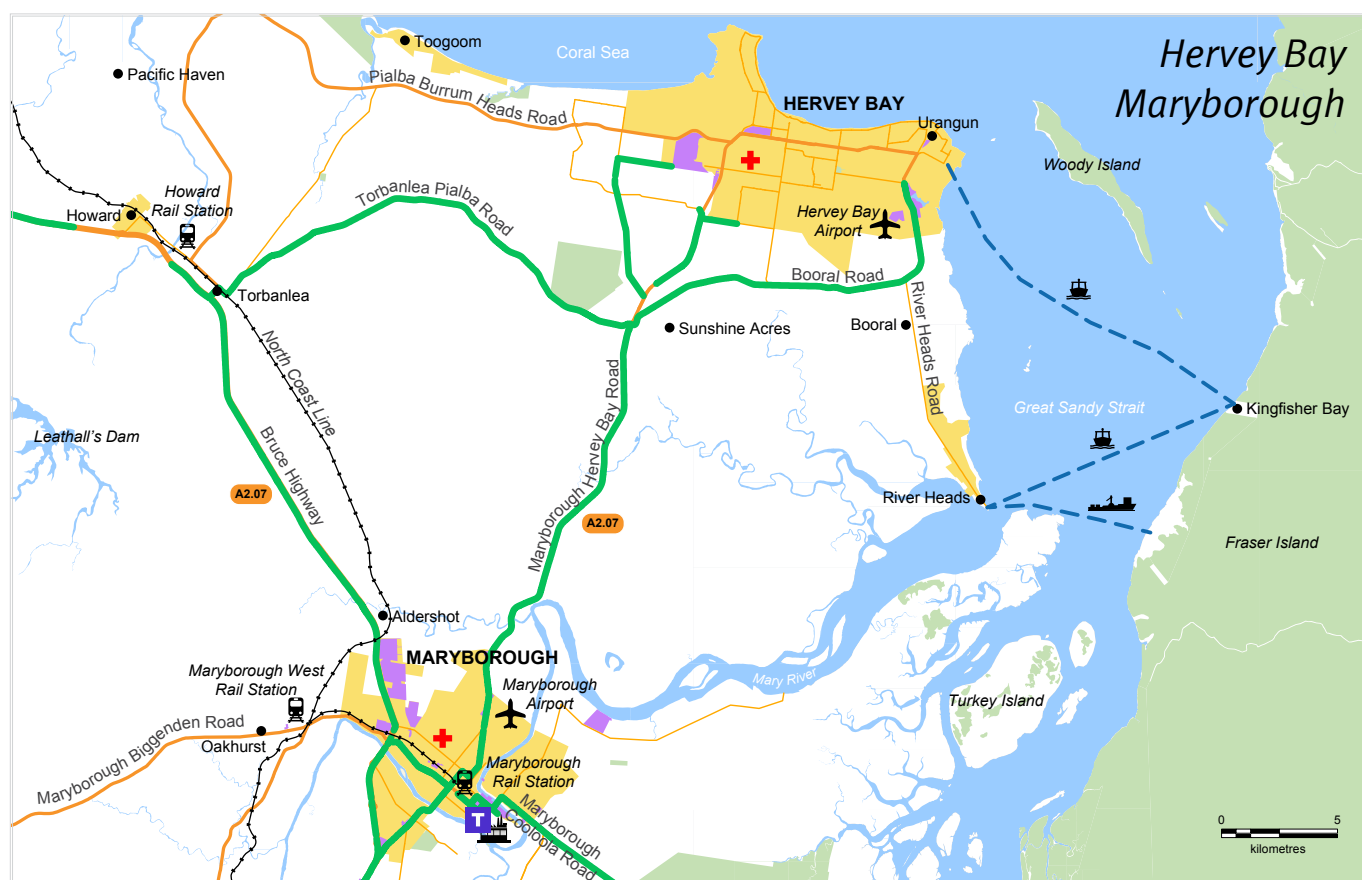 Hervey Bay
Maryborough
Toogoom
Coral Sea
Pacific Haven
Pialba Burrum Heads Road
HERVEY BAY
Urangun
Woody Island
Howard
Rail Station
Howard
Torbanlea Pialba Road
Hervey Bay
Airport
Booral Road
Torbanlea
River Heads Road
Sunshine Acres
Booral
North Coast Line
Great Sandy Strait
Kingfisher Bay
Leathall's Dam
Bruce Highway
Maryborough Hervey Bay Road
A2.07
River Heads
A2.07
Fraser Island
Aldershot
MARYBOROUGH
Maryborough West
Rail Station
Maryborough
Airport
Mary River
Turkey Island
Maryborough Biggenden Road
Oakhurst
Maryborough
Rail Station
T
Maryborough
Cooloola Road
0
5
kilometres